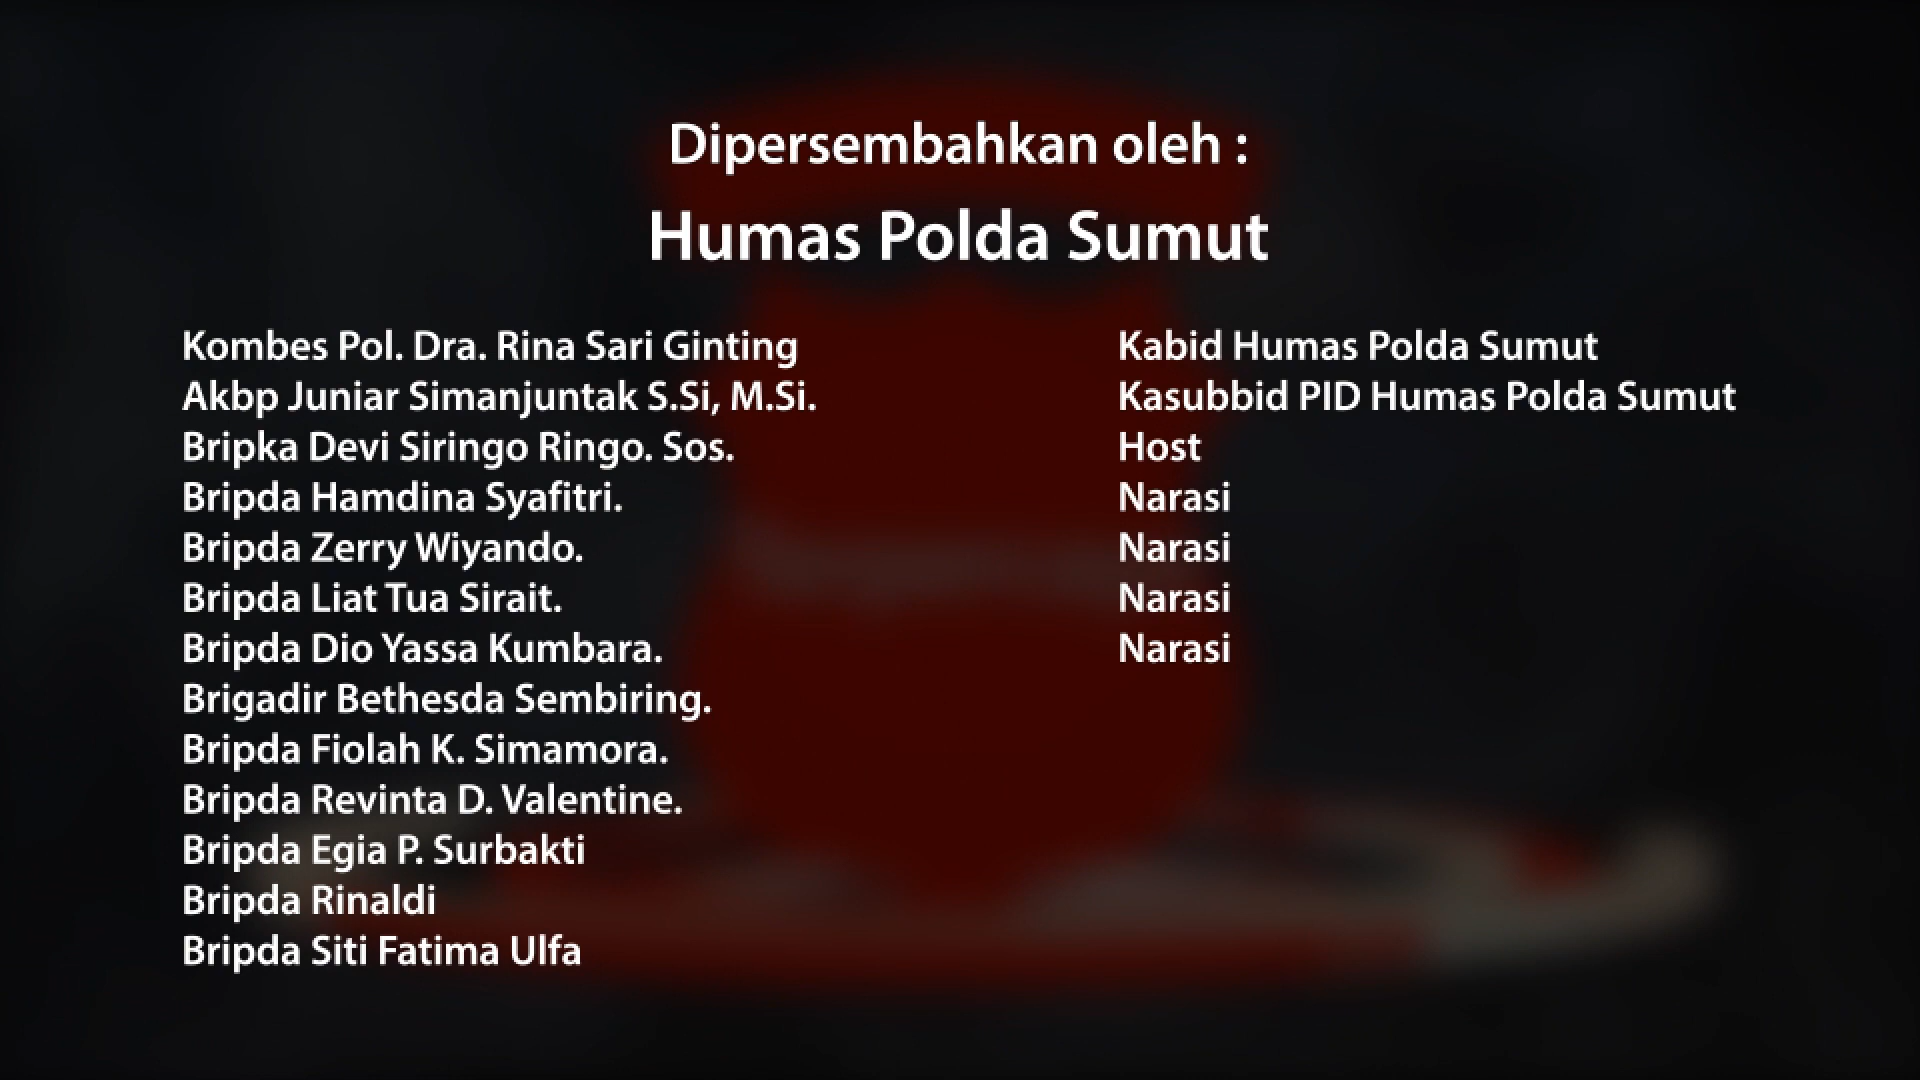 Dipersembahkan oleh :
Humas Polda Sumut
Kombes Pol. Dra. Rina Sari Ginting Kabid Humas Polda Sumut
Akbp Juniar Simanjuntak S.Si, M.Si. Kasubbid PID Humas Polda Sumut
Bripka Devi Siringo Ringo. Sos. Host
Bripda Hamdina Syafitri. Narasi
Bripda Zerry Wiyando. Narasi
Bripda Liat Tua Sirait. Narasi
Bripda Dio Yassa Kumbara. Narasi
Brigadir Bethesda Sembiring.
Bripda Fiolah K. Simamora.
Bripda Revinta D. Valentine.
Bripda Egia P. Surbakti
Bripda Rinaldi
Bripda Siti Fatima Ulfa